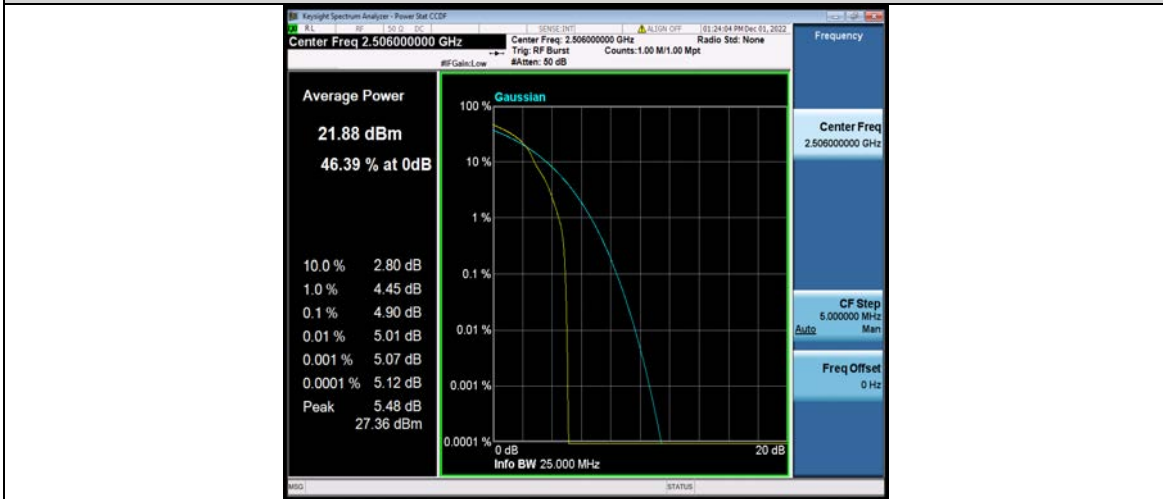 Keysight Spectrum Analyzer - Power Stat CCDF
RL RF 50 Ω DC SENSE:INT ALIGN OFF 01:24:04 PM Dec 01, 2022
Center Freq 2.506000000 GHz
Center Freq: 2.506000000 GHz Radio Std: None
Trig: RF Burst Counts:1.00 M/1.00 Mpt
#IFGain:Low #Atten: 50 dB
Frequency
Average Power
21.88 dBm
46.39 % at 0dB
10.0 % 2.80 dB
1.0 % 4.45 dB
0.1 % 4.90 dB
0.01 % 5.01 dB
0.001 % 5.07 dB
0.0001 % 5.12 dB
Peak 5.48 dB
27.36 dBm
Gaussian
100 %
10 %
1 %
0.1 %
0.01 %
0.001 %
0.0001 %
0 dB 20 dB
Info BW 25.000 MHz
Center Freq
2.506000000 GHz
CF Step
5.000000 MHz
Auto Man
Freq Offset
0 Hz
MSG STATUS